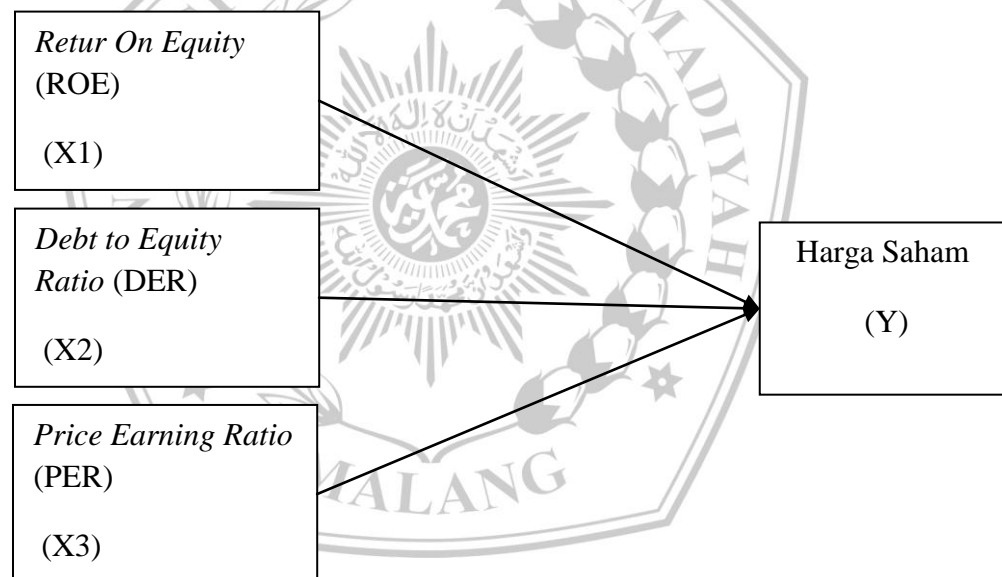 Retur On Equity
(ROE)
(X1)
Debt to Equity
Ratio (DER)
(X2)
Price Earning Ratio
(PER)
(X3)
Harga Saham
(Y)
MADIYAH
MALANG